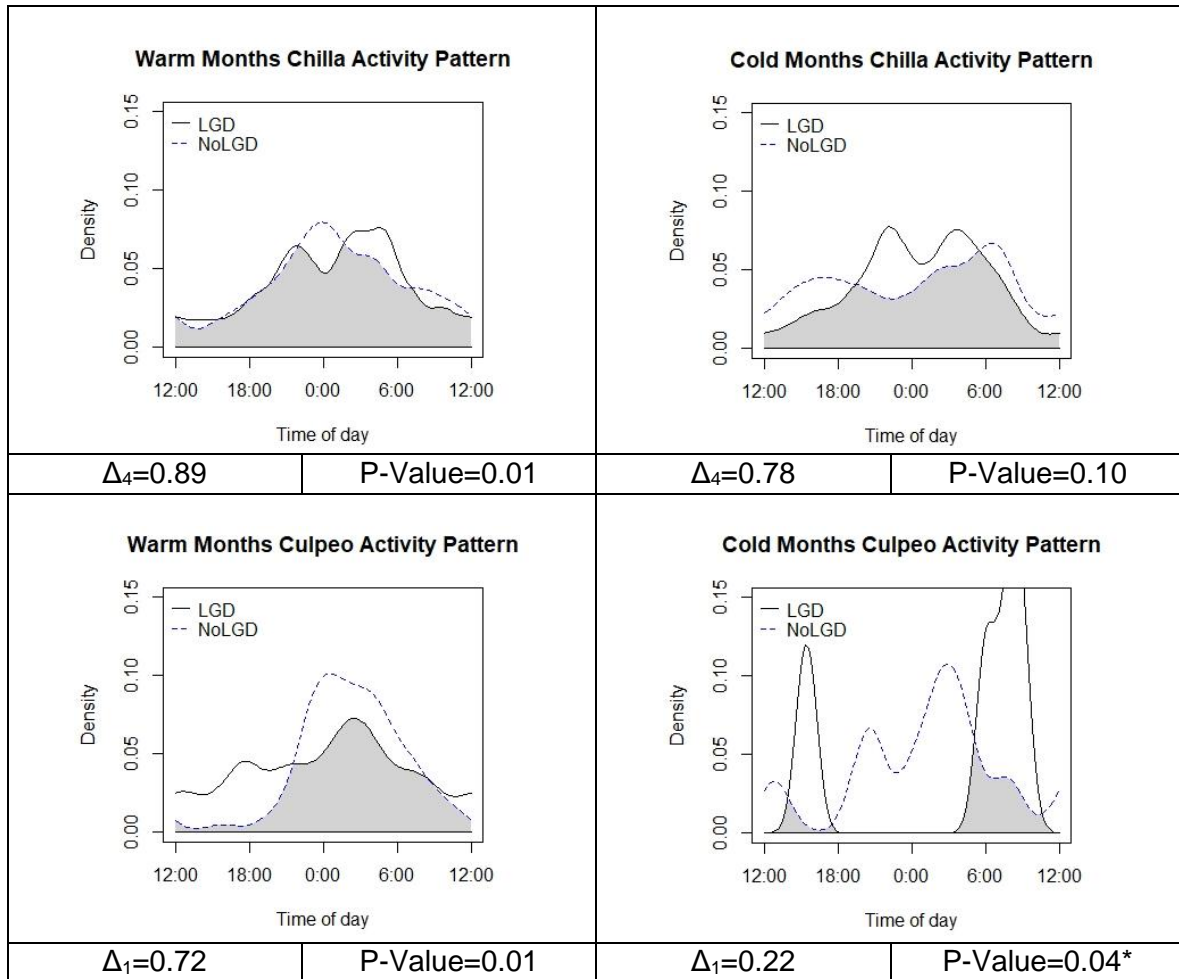 Warm Months Chilla Activity Pattern
LGD
NoLGD
0.15
0.10
0.05
0.00
Density
12:00 18:00 0:00 6:00 12:00
Time of day
Δ₄=0.89 P-Value=0.01
Cold Months Chilla Activity Pattern
LGD
NoLGD
0.15
0.10
0.05
0.00
Density
12:00 18:00 0:00 6:00 12:00
Time of day
Δ₄=0.78 P-Value=0.10
Warm Months Culpeo Activity Pattern
LGD
NoLGD
0.15
0.10
0.05
0.00
Density
12:00 18:00 0:00 6:00 12:00
Time of day
Δ₁=0.72 P-Value=0.01
Cold Months Culpeo Activity Pattern
LGD
NoLGD
0.15
0.10
0.05
0.00
Density
12:00 18:00 0:00 6:00 12:00
Time of day
Δ₁=0.22 P-Value=0.04*